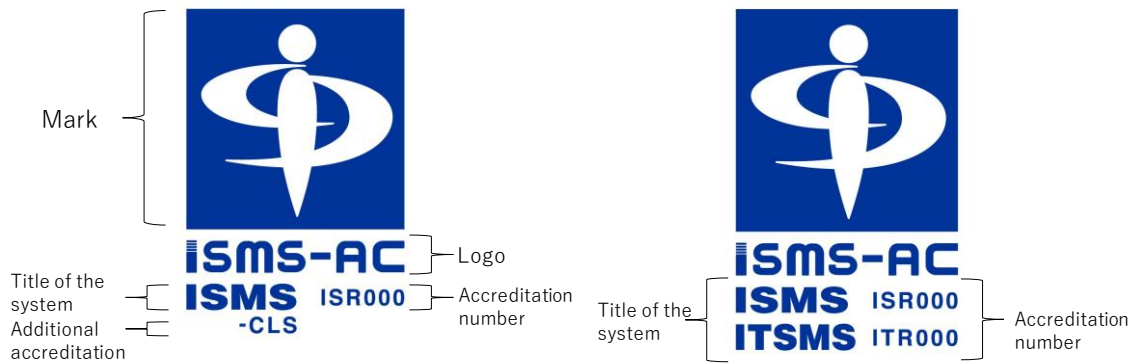 Mark
ISMS-AC
Logo
Title of the
system
ISMS ISR000
Accreditation
number
Additional
accreditation
-CLS
ISMS-AC
Title of the
system
ISMS ISR000
ITSMS ITR000
Accreditation
number